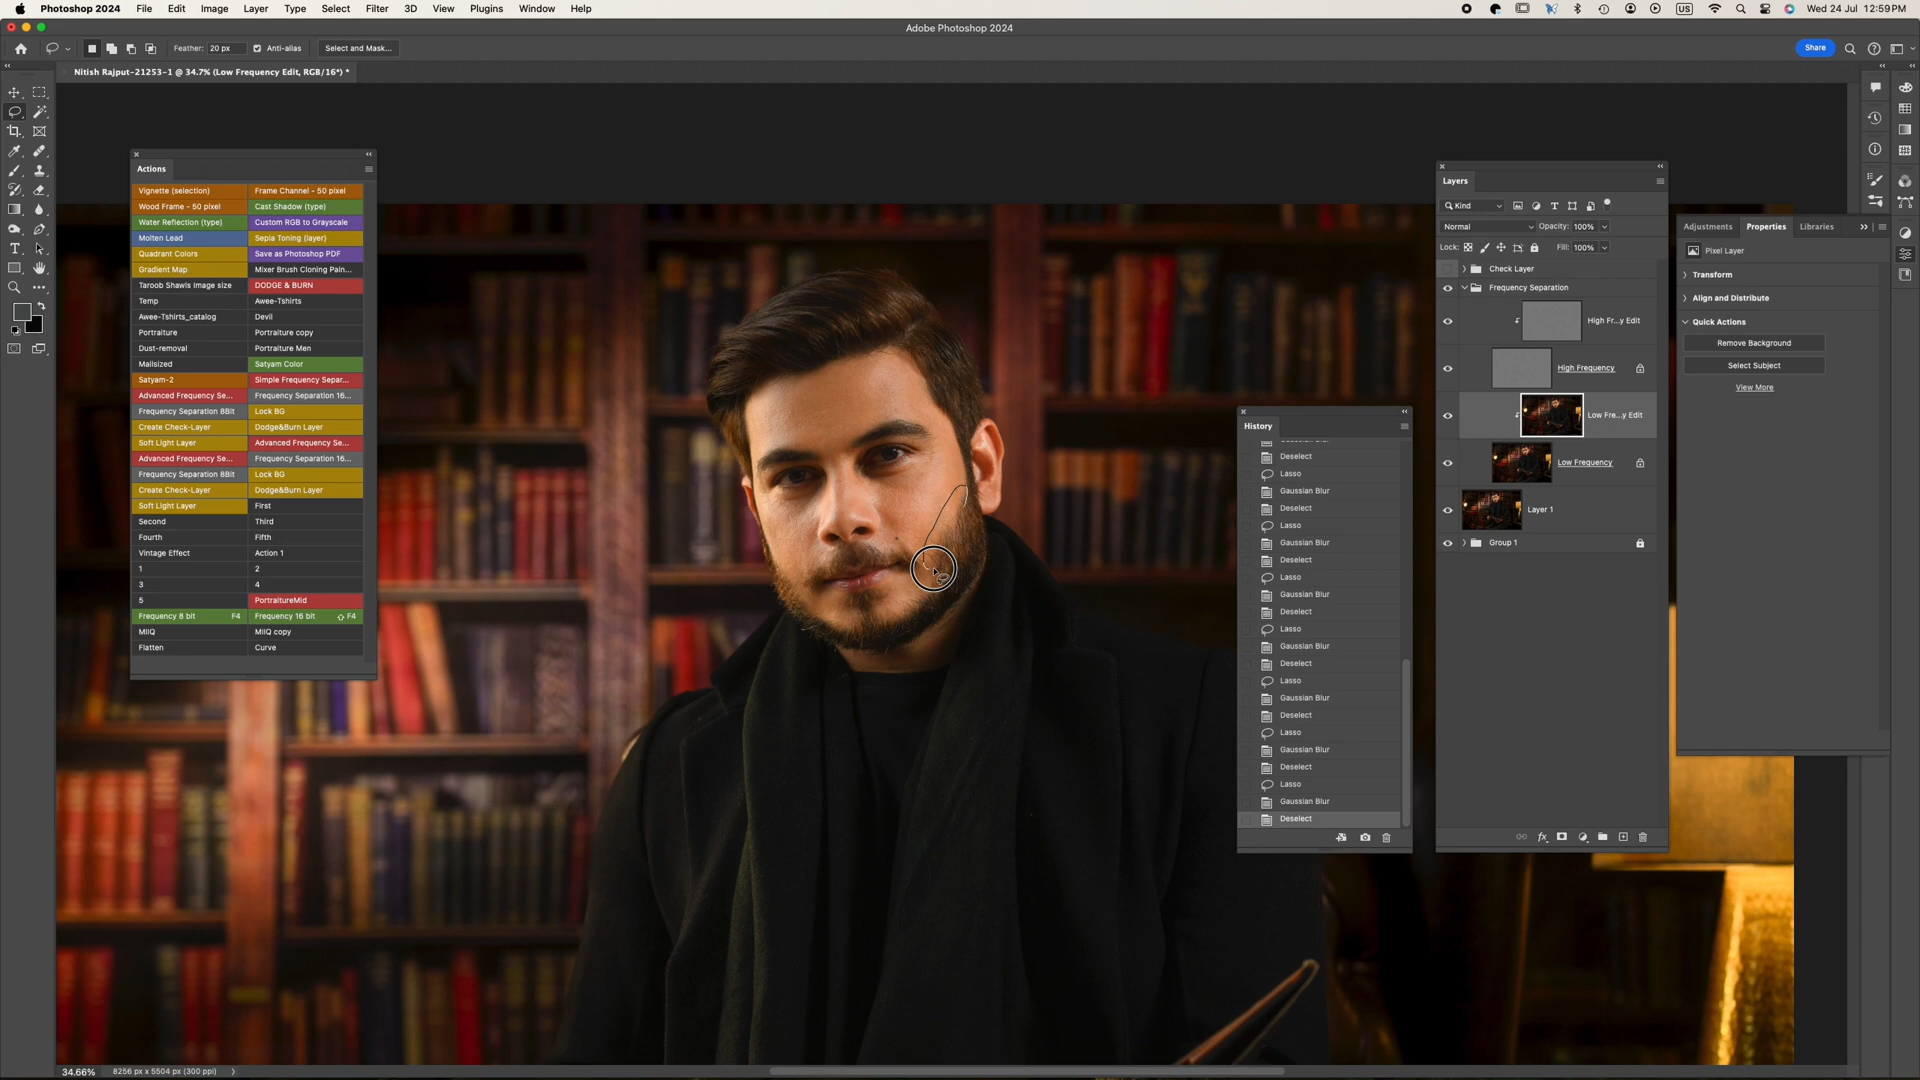 Photoshop 2024 File Edit Image Layer Type Select Filter 3D View Plugins Window Help US Wed 24 Jul 12:59PM
Adobe Photoshop 2024
Feather: 20 px Anti-alias Select and Mask... Share
Nitish Rajput-21253-1 @ 34.7% (Low Frequency Edit, RGB/16*) *
Actions
Vignette (selection) Frame Channel - 50 pixel
Wood Frame - 50 pixel Cast Shadow (type)
Water Reflection (type) Custom RGB to Grayscale
Molten Lead Sepia Toning (layer)
Quadrant Colors Save as Photoshop PDF
Gradient Map Mixer Brush Cloning Pain...
Taroob Shawls Image size DODGE & BURN
Temp Awee-Tshirts
Awee-Tshirts_catalog Devil
Portraiture Portraiture copy
Dust-removal Portraiture Men
Mailsized Satyam Color
Satyam-2 Simple Frequency Separ...
Advanced Frequency Se... Frequency Separation 16...
Frequency Separation 8Bit Lock BG
Create Check-Layer Dodge&Burn Layer
Soft Light Layer Advanced Frequency Se...
Advanced Frequency Se... Frequency Separation 16...
Frequency Separation 8Bit Lock BG
Create Check-Layer Dodge&Burn Layer
Soft Light Layer First
Second Third
Fourth Fifth
Vintage Effect Action 1
1 2
3 4
5 PortraitureMid
Frequency 8 bit F4 Frequency 16 bit F4
MilQ MilQ copy
Flatten Curve
History
Deselect
Lasso
Gaussian Blur
Deselect
Lasso
Gaussian Blur
Deselect
Lasso
Gaussian Blur
Deselect
Lasso
Gaussian Blur
Deselect
Lasso
Gaussian Blur
Deselect
Lasso
Gaussian Blur
Deselect
Lasso
Gaussian Blur
Deselect
Layers
Kind
Normal Opacity: 100%
Lock: Fill: 100%
Check Layer
Frequency Separation
High Fr...y Edit
High Frequency
Low Fre...y Edit
Low Frequency
Layer 1
Group 1
Adjustments Properties Libraries
Pixel Layer
Transform
Align and Distribute
Quick Actions
Remove Background
Select Subject
View More
34.66% 8256 px x 5504 px (300 ppi)